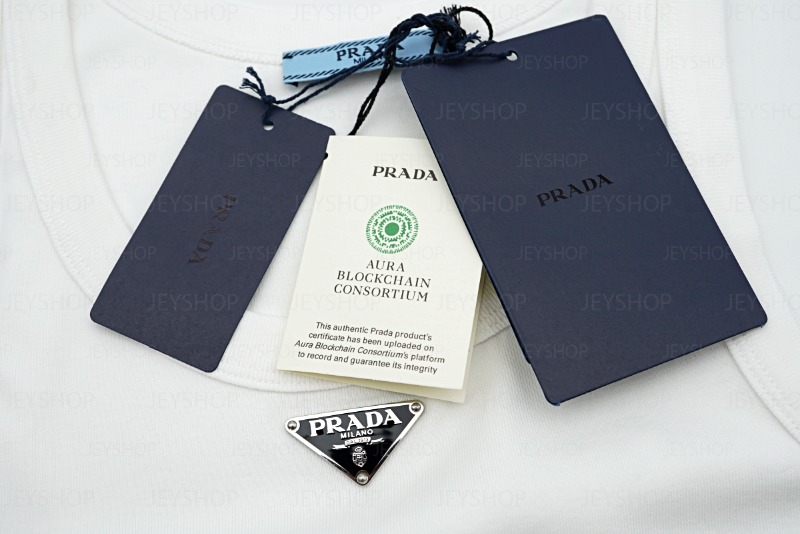 PRADA
PRADA
PRADA
PRADA
AURA
BLOCKCHAIN
CONSORTIUM
This authentic Prada product's
certificate has been uploaded on
Aura Blockchain Consortium's platform
to record and guarantee its integrity
PRADA
MILANO
JEYSHOP